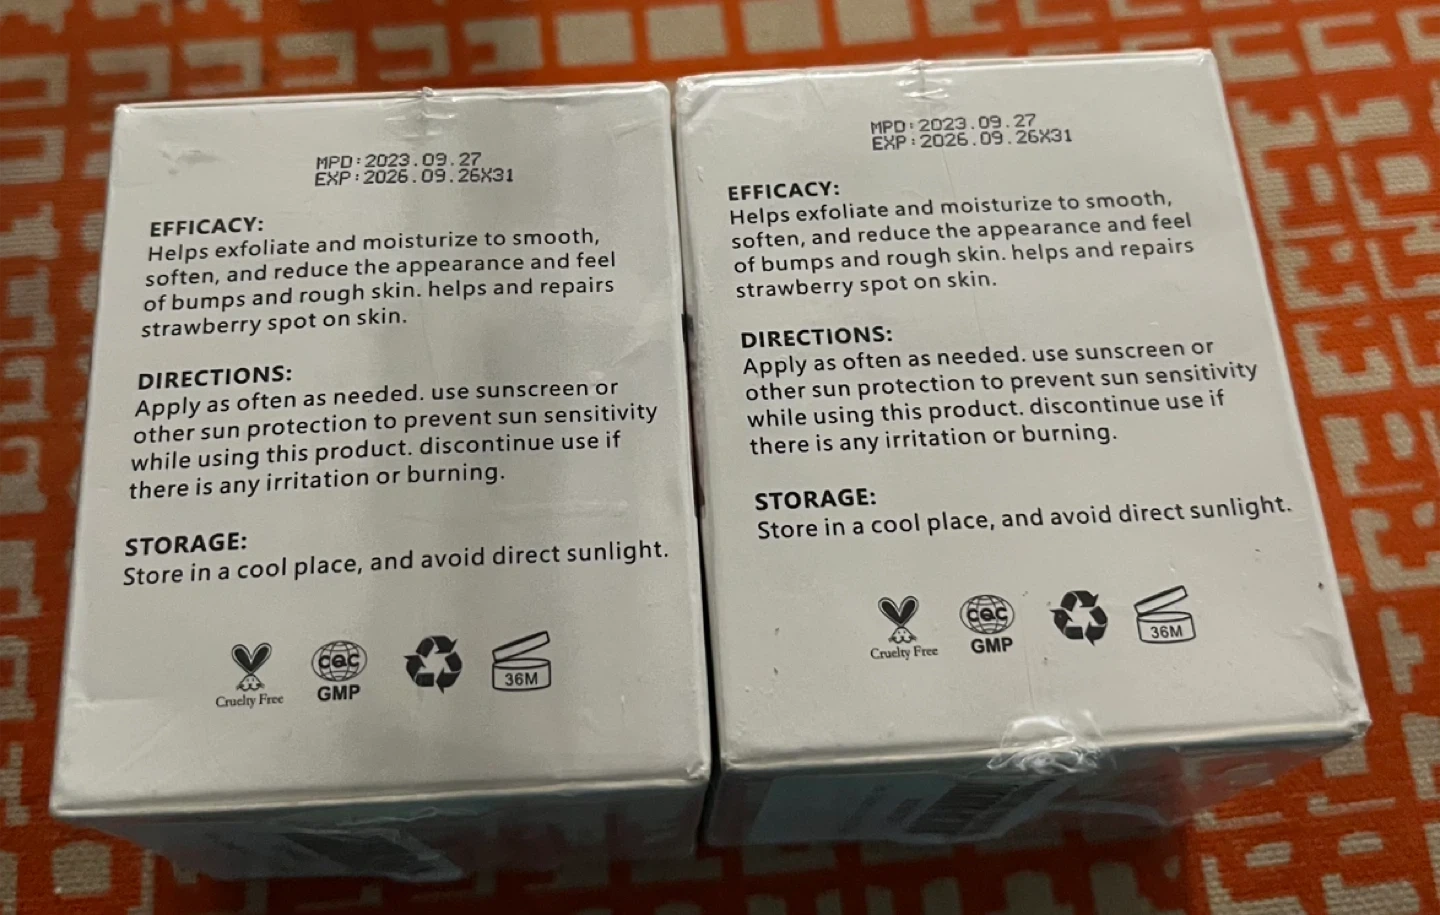 MPD:2023.09.27
EXP:2026.09.26X31
EFFICACY:
Helps exfoliate and moisturize to smooth,
soften, and reduce the appearance and feel
of bumps and rough skin. helps and repairs
strawberry spot on skin.
DIRECTIONS:
Apply as often as needed. use sunscreen or
other sun protection to prevent sun sensitivity
while using this product. discontinue use if
there is any irritation or burning.
STORAGE:
Store in a cool place, and avoid direct sunlight.
Cruelty Free
CQC
GMP
36M
MPD:2023.09.27
EXP:2026.09.26X31
EFFICACY:
Helps exfoliate and moisturize to smooth,
soften, and reduce the appearance and feel
of bumps and rough skin. helps and repairs
strawberry spot on skin.
DIRECTIONS:
Apply as often as needed. use sunscreen or
other sun protection to prevent sun sensitivity
while using this product. discontinue use if
there is any irritation or burning.
STORAGE:
Store in a cool place, and avoid direct sunlight.
Cruelty Free
CQC
GMP
36M